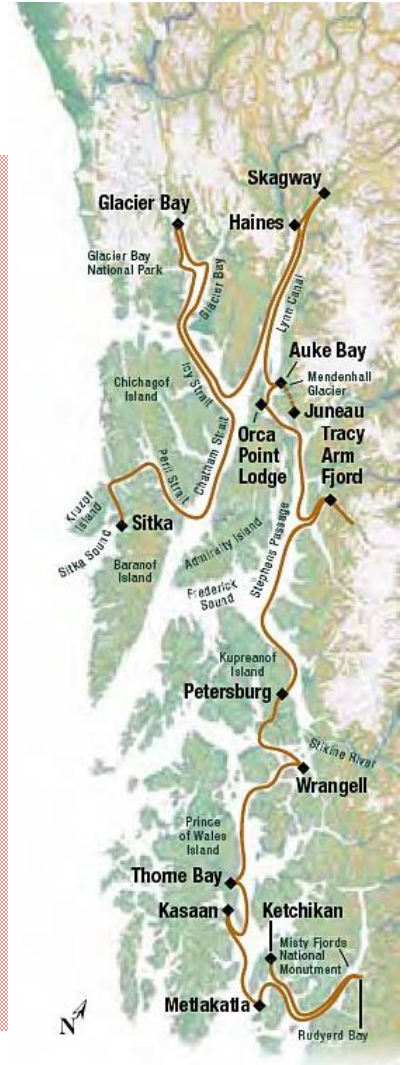 Skagway
Glacier Bay
Haines
Glacier Bay
National Park
Glacier Bay
Lynn Canal
Auke Bay
Mendenhall
Glacier
Icy Strait
Chichagof
Island
Juneau
Orca
Point
Lodge
Tracy
Arm
Fjord
Chatham Strait
Peril Strait
Kruzof
Island
Sitka
Sitka Sound
Baranof
Island
Admiralty Island
Stephens Passage
Frederick
Sound
Kupreanof
Island
Petersburg
Stikine River
Wrangell
Prince
of Wales
Island
Thorne Bay
Kasaan
Ketchikan
Misty Fjords
National
Monutment
Metlakatla
N
Rudyerd Bay